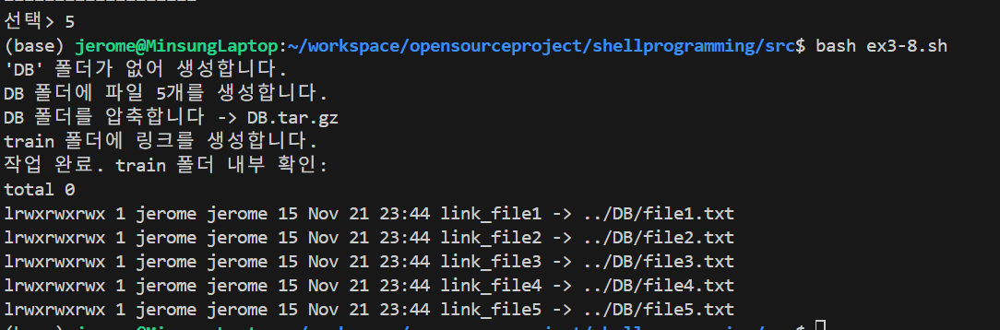 선택> 5
(base) jerome@MinsungLaptop:~/workspace/opensourceproject/shellprogramming/src$ bash ex3-8.sh
'DB' 폴더가 없어 생성합니다.
DB 폴더에 파일 5개를 생성합니다.
DB 폴더를 압축합니다 -> DB.tar.gz
train 폴더에 링크를 생성합니다.
작업 완료. train 폴더 내부 확인:
total 0
lrwxrwxrwx 1 jerome jerome 15 Nov 21 23:44 link_file1 -> ../DB/file1.txt
lrwxrwxrwx 1 jerome jerome 15 Nov 21 23:44 link_file2 -> ../DB/file2.txt
lrwxrwxrwx 1 jerome jerome 15 Nov 21 23:44 link_file3 -> ../DB/file3.txt
lrwxrwxrwx 1 jerome jerome 15 Nov 21 23:44 link_file4 -> ../DB/file4.txt
lrwxrwxrwx 1 jerome jerome 15 Nov 21 23:44 link_file5 -> ../DB/file5.txt